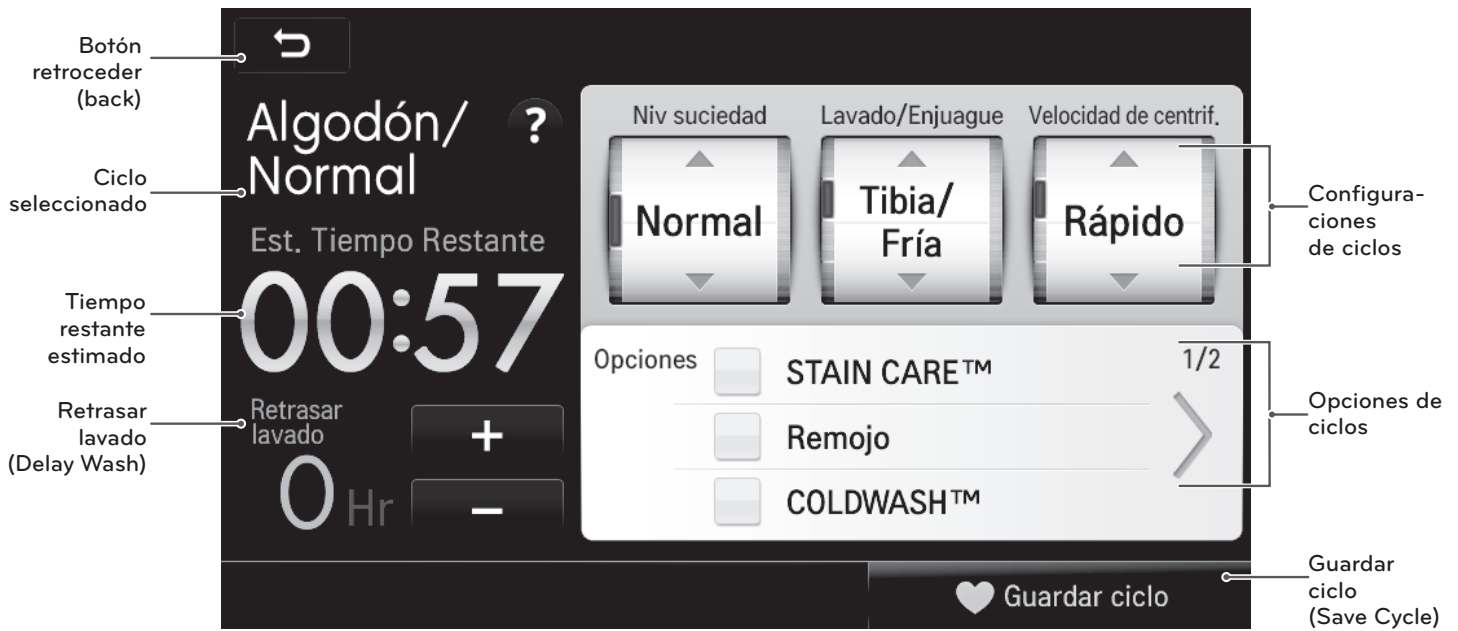 Botón
retroceder
(back)
Ciclo
seleccionado
Tiempo
restante
estimado
Retrasar
lavado
(Delay Wash)
Algodón/
Normal
?
Est. Tiempo Restante
00:57
Retrasar
lavado
0 Hr
+
−
Niv suciedad
Normal
Lavado/Enjuague
Tibia/
Fría
Velocidad de centrif.
Rápido
Opciones
1/2
STAIN CARE™
Remojo
COLDWASH™
Guardar ciclo
Configura-
ciones
de ciclos
Opciones de
ciclos
Guardar
ciclo
(Save Cycle)